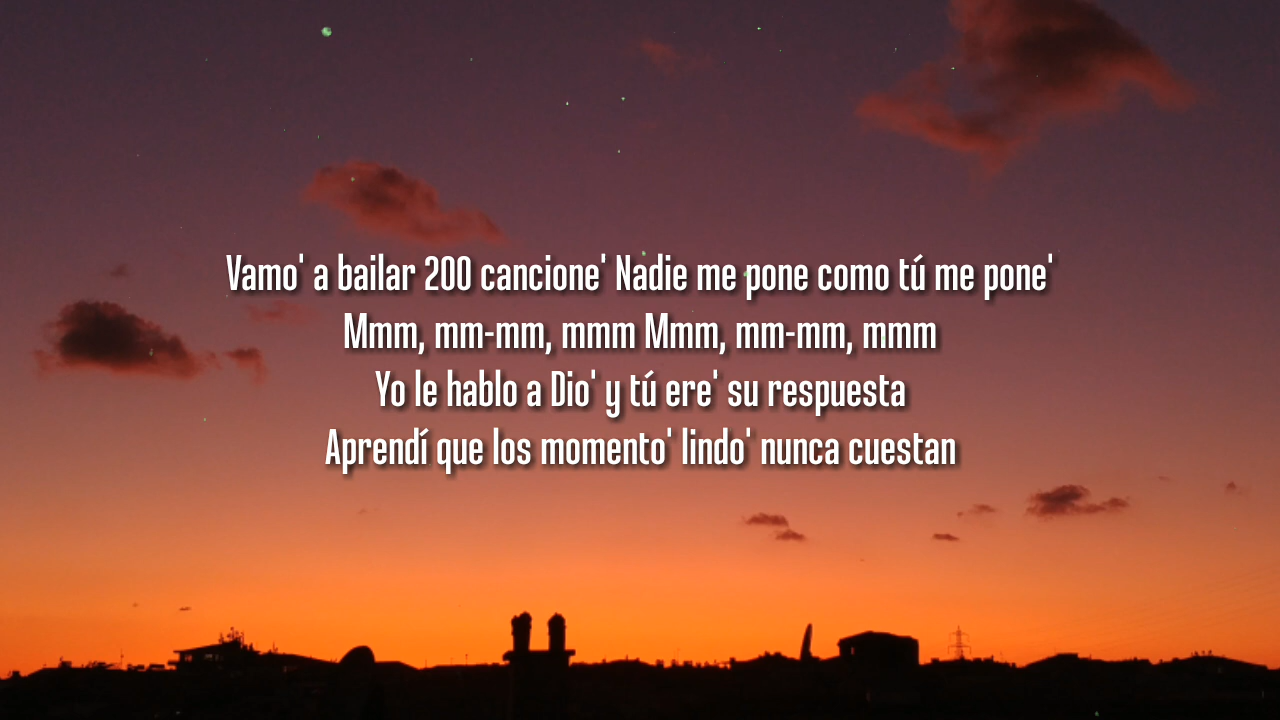 Vamo' a bailar 200 cancione' Nadie me pone como tú me pone'
Mmm, mm-mm, mmm Mmm, mm-mm, mmm
Yo le hablo a Dio' y tú ere' su respuesta
Aprendí que los momento' lindo' nunca cuestan